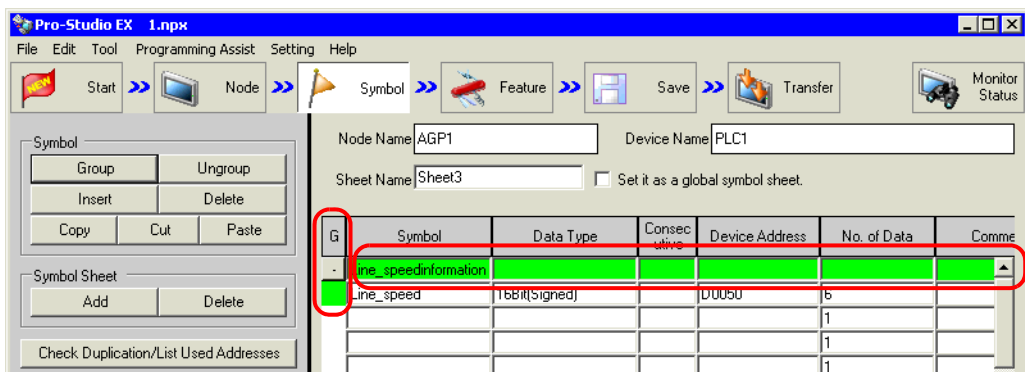 Pro-Studio EX 1.npx
File Edit Tool Programming Assist Setting Help
NEW Start Node Symbol Feature Save Transfer Monitor Status
Symbol
Group Ungroup
Insert Delete
Copy Cut Paste
Symbol Sheet
Add Delete
Check Duplication/List Used Addresses
Node Name AGP1 Device Name PLC1
Sheet Name Sheet3 Set it as a global symbol sheet.
G Symbol Data Type Consecutive Device Address No. of Data Comme
- Line_speedinformation
Line_speed 16Bit(Signed) D0050 6
1
1
1